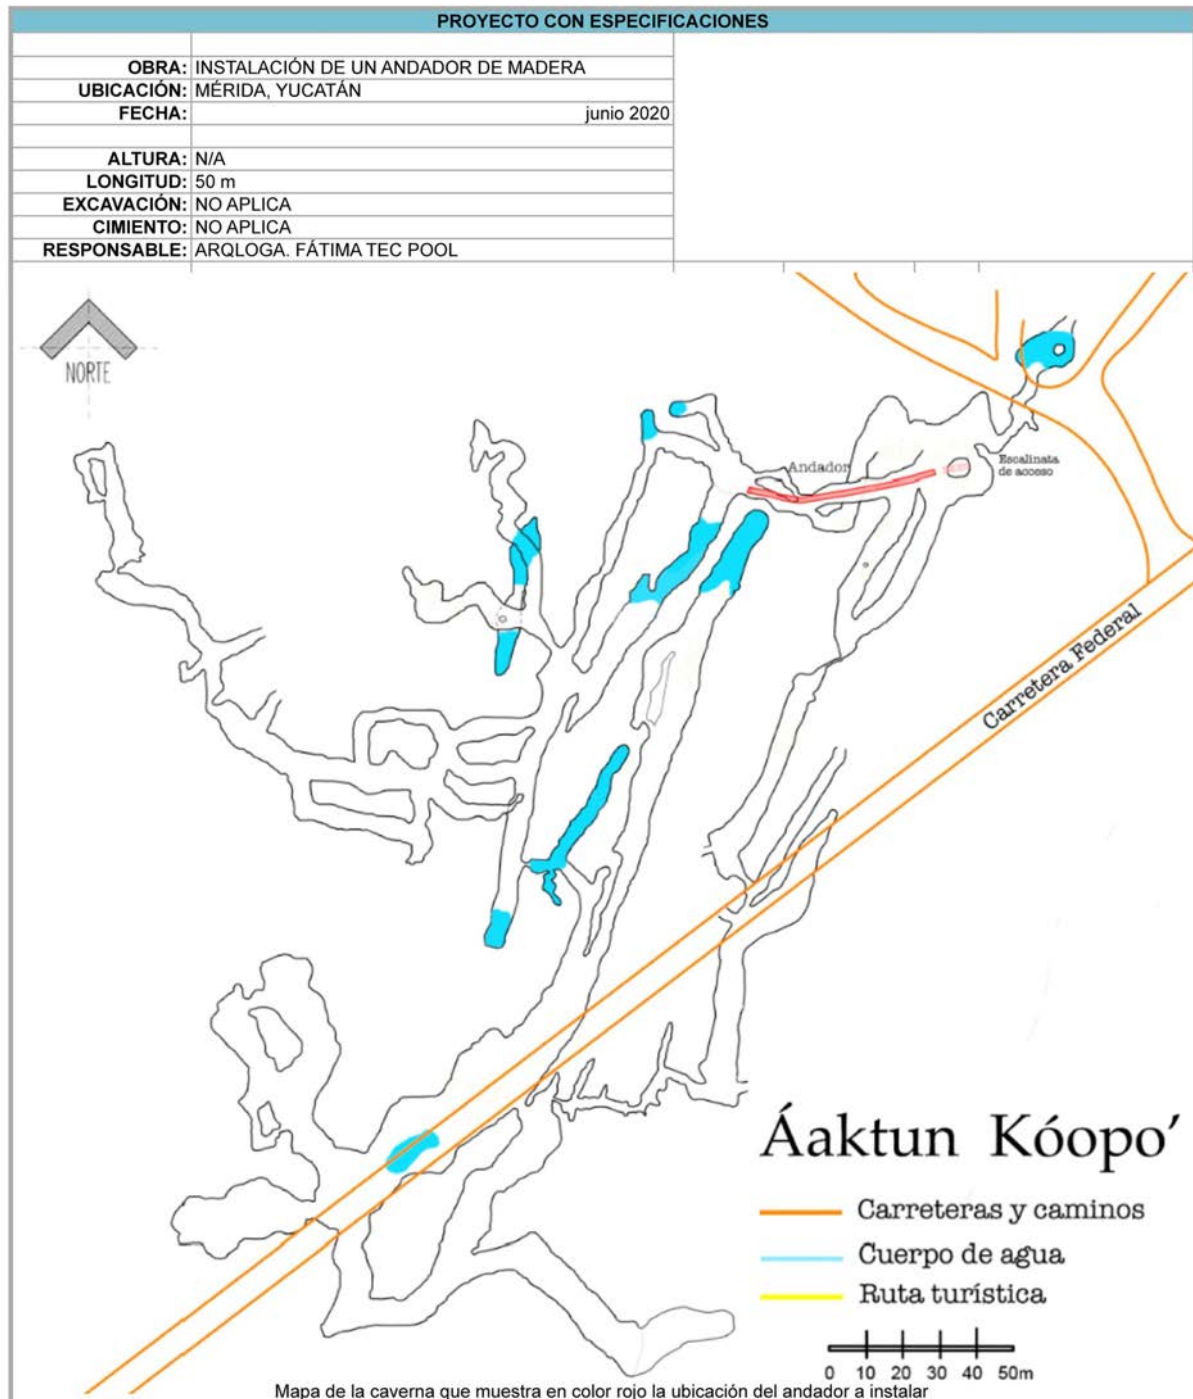 PROYECTO CON ESPECIFICACIONES
OBRA: INSTALACIÓN DE UN ANDADOR DE MADERA
UBICACIÓN: MÉRIDA, YUCATÁN
FECHA: junio 2020
ALTURA: N/A
LONGITUD: 50 m
EXCAVACIÓN: NO APLICA
CIMIENTO: NO APLICA
RESPONSABLE: ARQLOGA. FÁTIMA TEC POOL
NORTE
Andador
Escalinata
de acceso
Carretera Federal
Áaktun Kóopo'
Carreteras y caminos
Cuerpo de agua
Ruta turística
0 10 20 30 40 50m
Mapa de la caverna que muestra en color rojo la ubicación del andador a instalar